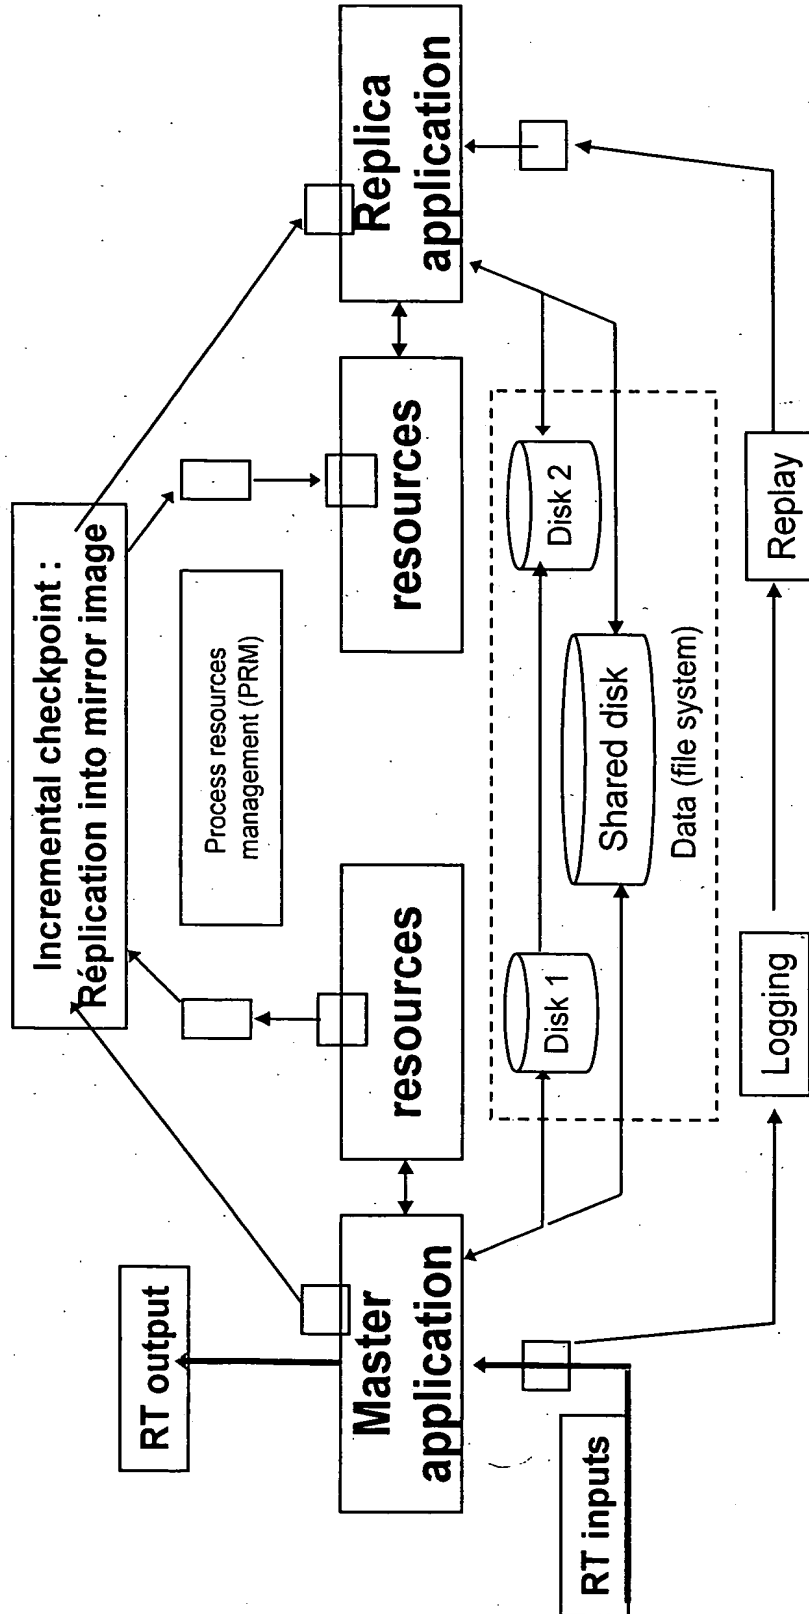 Incremental checkpoint :
Réplication into mirror image
RT output
Process resources
management (PRM)
Master
application
resources
resources
Replica
application
Disk 1
Disk 2
Shared disk
Data (file system)
RT inputs
Logging
Replay